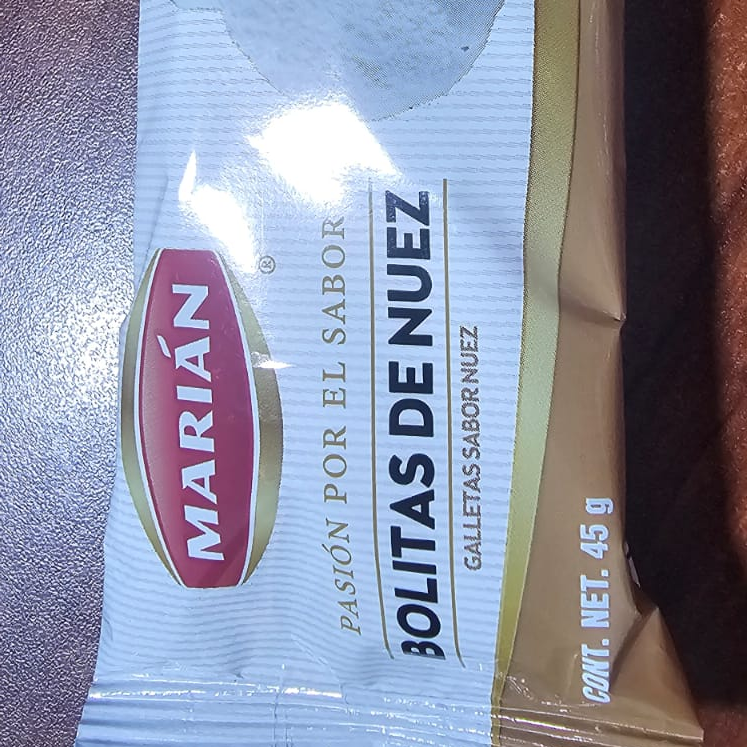 MARIÁN
®
PASIÓN POR EL SABOR
BOLITAS DE NUEZ
GALLETAS SABOR NUEZ
CONT. NET. 45 g